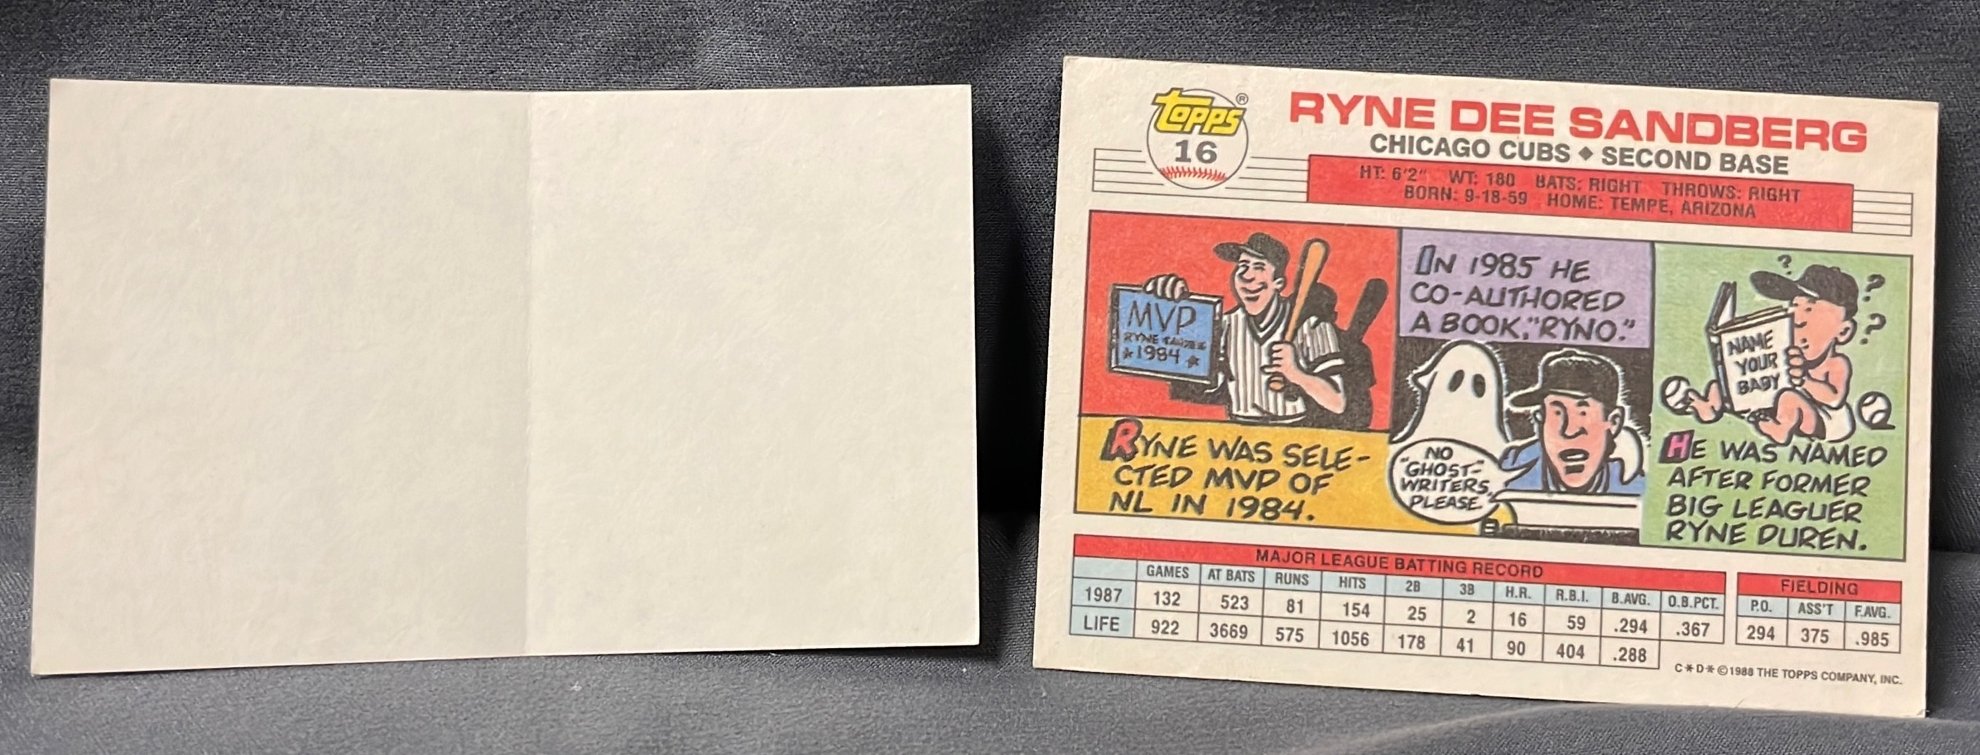 topps®
16
RYNE DEE SANDBERG
CHICAGO CUBS ♦ SECOND BASE
HT: 6'2" WT: 180 BATS: RIGHT THROWS: RIGHT
BORN: 9-18-59 HOME: TEMPE, ARIZONA
MVP
RYNE
★1984★
RYNE WAS SELE-
CTED MVP OF
NL IN 1984.
IN 1985 HE
CO-AUTHORED
A BOOK, "RYNO."
NO
"GHOST-
WRITERS,"
PLEASE.
? ? ?
NAME
YOUR
BABY
HE WAS NAMED
AFTER FORMER
BIG LEAGUER
RYNE DUREN.
MAJOR LEAGUE BATTING RECORD
GAMES AT BATS RUNS HITS 2B 3B H.R. R.B.I. B.AVG. O.B.PCT.
1987 132 523 81 154 25 2 16 59 .294 .367
LIFE 922 3669 575 1056 178 41 90 404 .288
FIELDING
P.O. ASS'T F.AVG.
294 375 .985
C*D*©1988 THE TOPPS COMPANY, INC.